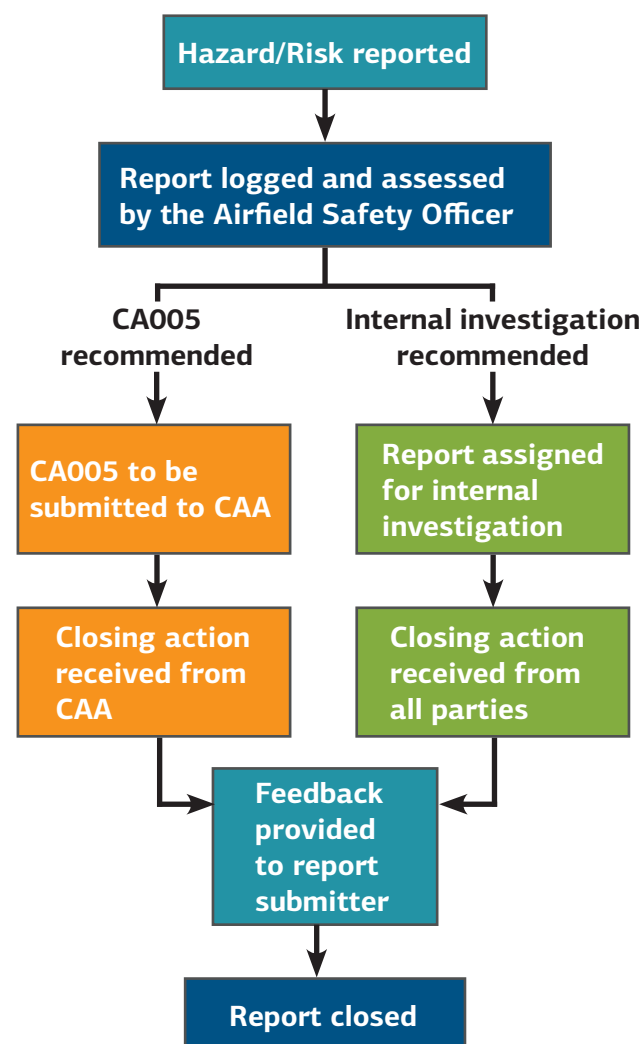 Hazard/Risk reported
Report logged and assessed
by the Airfield Safety Officer
CA005
recommended
Internal investigation
recommended
CA005 to be
submitted to CAA
Report assigned
for internal
investigation
Closing action
received from
CAA
Closing action
received from
all parties
Feedback
provided
to report
submitter
Report closed